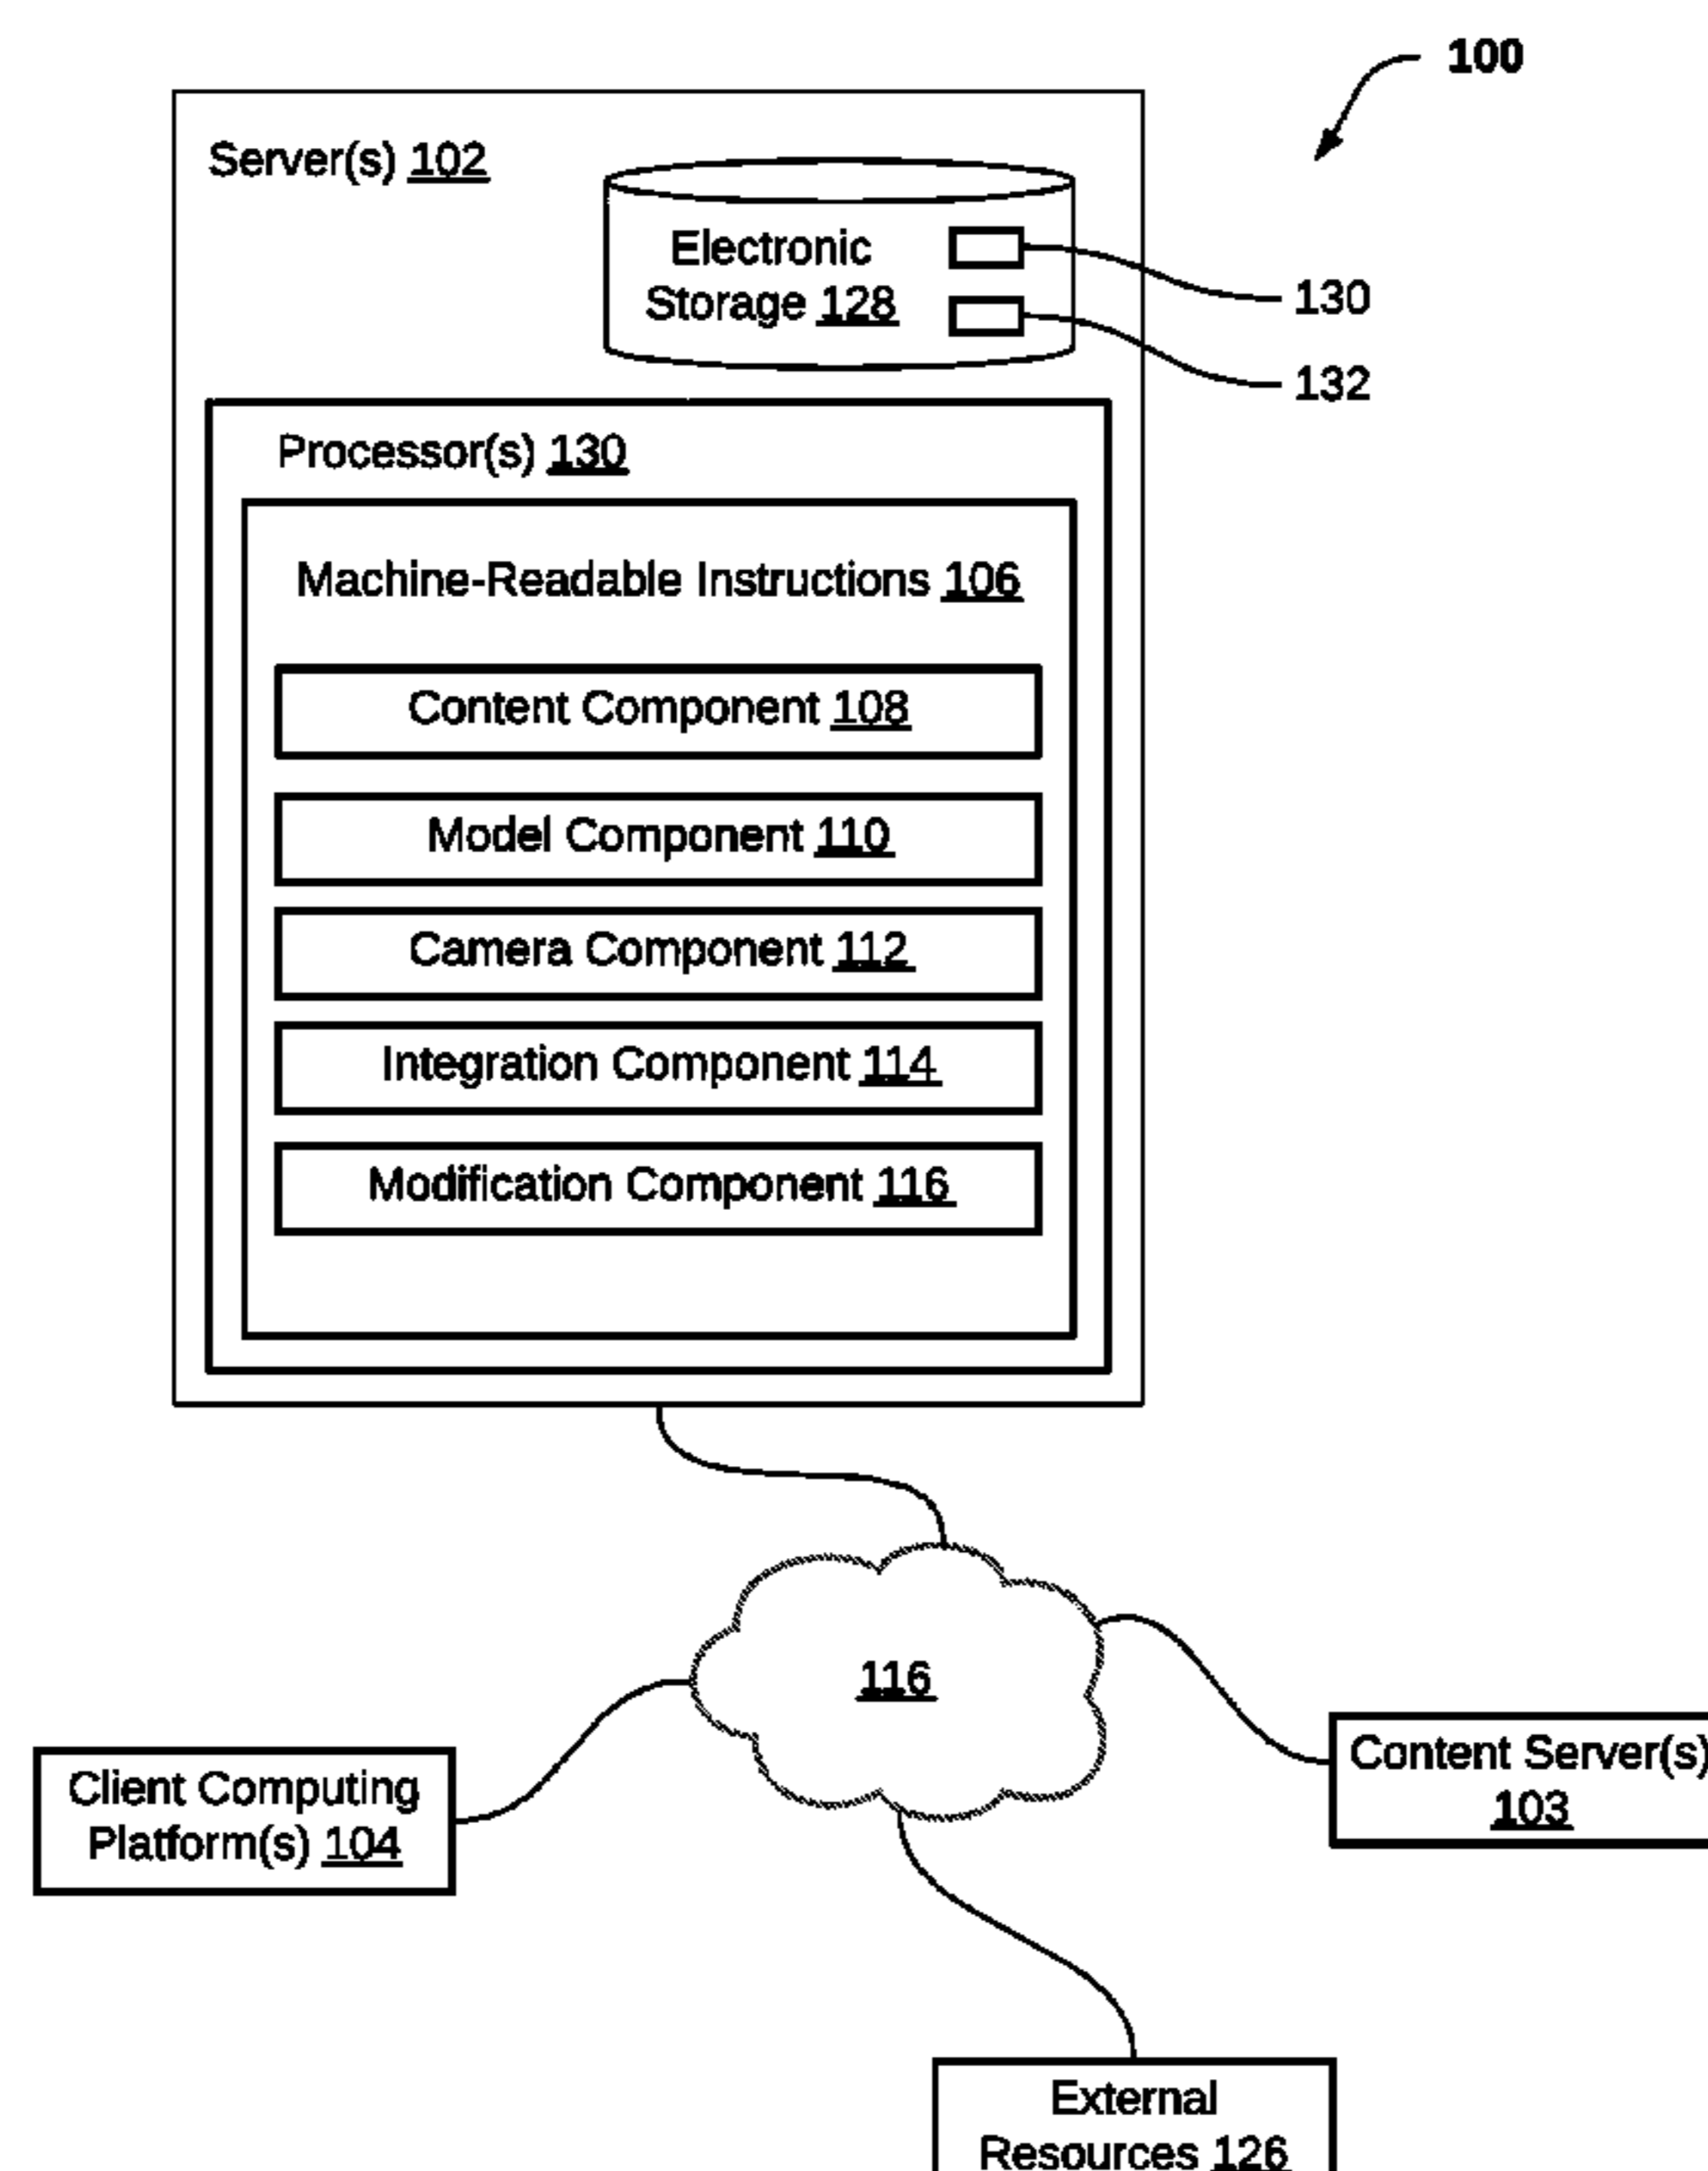 100
Server(s) 102
Electronic
Storage 128
130
132
Processor(s) 130
Machine-Readable Instructions 106
Content Component 108
Model Component 110
Camera Component 112
Integration Component 114
Modification Component 116
116
Client Computing
Platform(s) 104
Content Server(s)
103
External
Resources 126